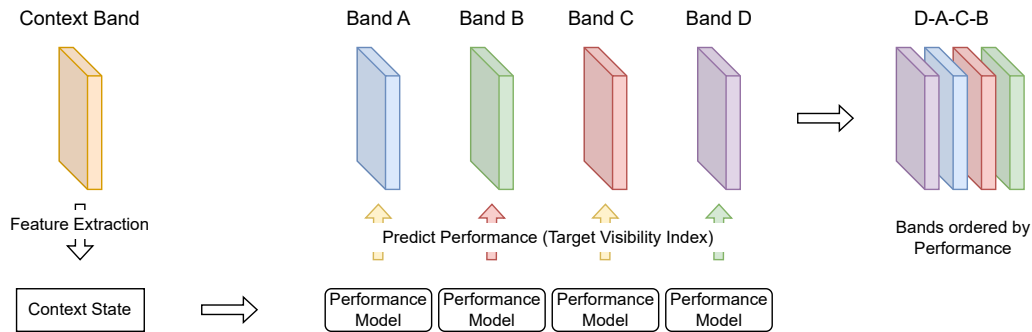 Context Band
Band A
Band B
Band C
Band D
D-A-C-B
Feature Extraction
Predict Performance (Target Visibility Index)
Bands ordered by
Performance
Context State
Performance
Model
Performance
Model
Performance
Model
Performance
Model